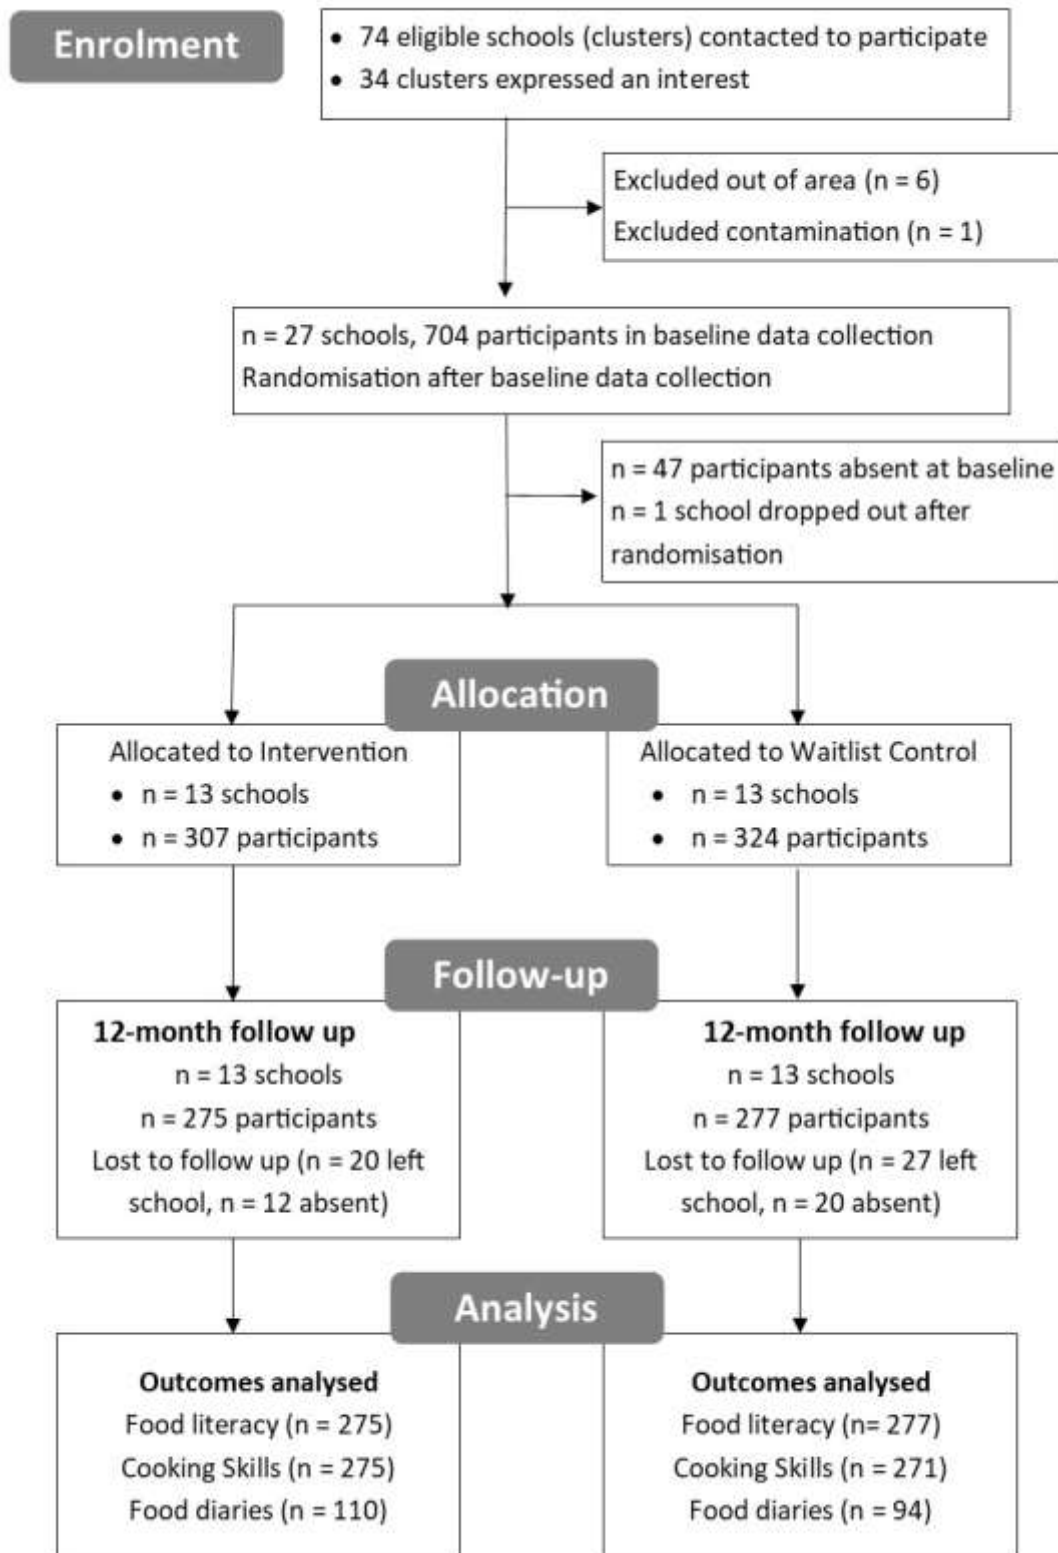 Enrolment
• 74 eligible schools (clusters) contacted to participate
• 34 clusters expressed an interest
Excluded out of area (n = 6)
Excluded contamination (n = 1)
n = 27 schools, 704 participants in baseline data collection
Randomisation after baseline data collection
n = 47 participants absent at baseline
n = 1 school dropped out after
randomisation
Allocation
Allocated to Intervention
• n = 13 schools
• n = 307 participants
Allocated to Waitlist Control
• n = 13 schools
• n = 324 participants
Follow-up
12-month follow up
n = 13 schools
n = 275 participants
Lost to follow up (n = 20 left
school, n = 12 absent)
12-month follow up
n = 13 schools
n = 277 participants
Lost to follow up (n = 27 left
school, n = 20 absent)
Analysis
Outcomes analysed
Food literacy (n = 275)
Cooking Skills (n = 275)
Food diaries (n = 110)
Outcomes analysed
Food literacy (n= 277)
Cooking Skills (n = 271)
Food diaries (n = 94)